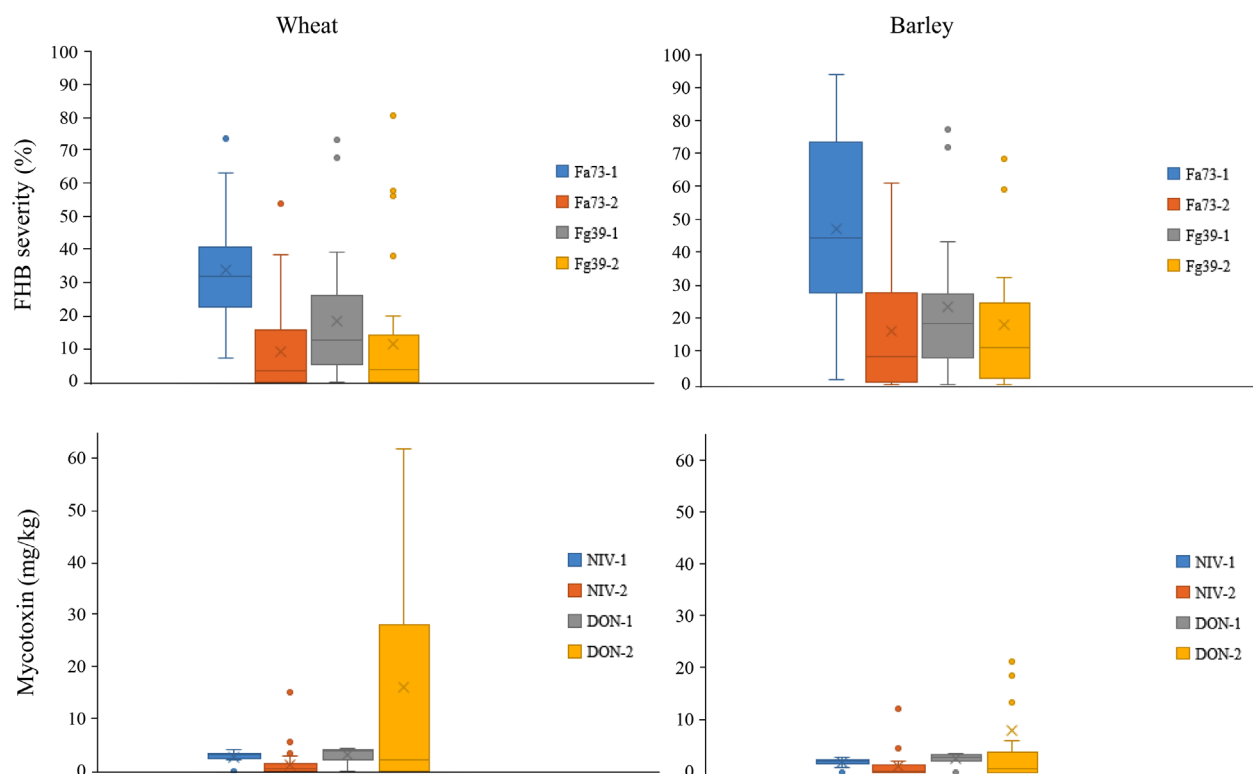 Wheat
FHB severity (%)
100
90
80
70
60
50
40
30
20
10
0
Fa73-1
Fa73-2
Fg39-1
Fg39-2
Barley
100
90
80
70
60
50
40
30
20
10
0
Fa73-1
Fa73-2
Fg39-1
Fg39-2
Mycotoxin (mg/kg)
60
50
40
30
20
10
0
NIV-1
NIV-2
DON-1
DON-2
60
50
40
30
20
10
0
NIV-1
NIV-2
DON-1
DON-2